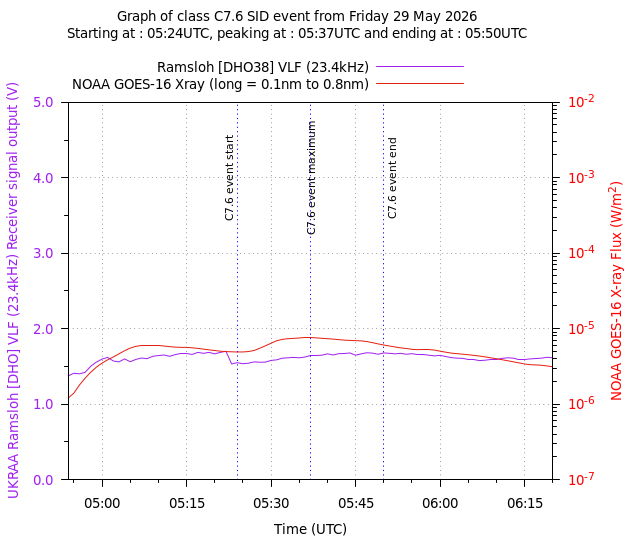 Graph of class C7.6 SID event from Friday 29 May 2026
Starting at : 05:24UTC, peaking at : 05:37UTC and ending at : 05:50UTC
Ramsloh [DHO38] VLF (23.4kHz)
NOAA GOES-16 Xray (long = 0.1nm to 0.8nm)
UKRAA Ramsloh [DHO] VLF (23.4kHz) Receiver signal output (V)
5.0
4.0
3.0
2.0
1.0
0.0
C7.6 event start
C7.6 event maximum
C7.6 event end
10-2
10-3
10-4
10-5
10-6
10-7
NOAA GOES-16 X-ray Flux (W/m2)
05:00 05:15 05:30 05:45 06:00 06:15
Time (UTC)